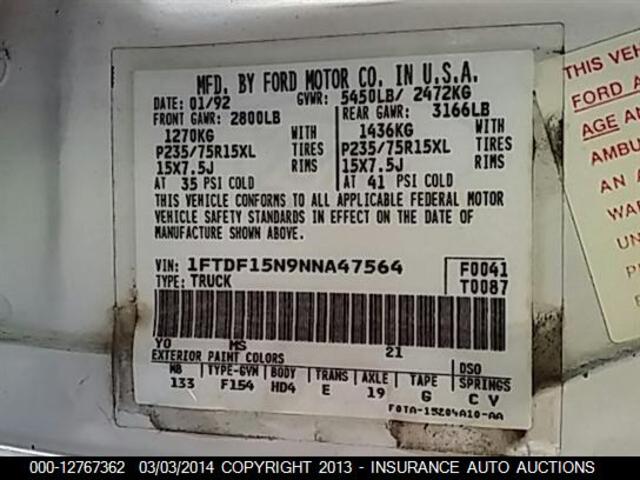 MFD. BY FORD MOTOR CO. IN U.S.A.
DATE: 01/92 GVWR: 5450LB/ 2472KG
FRONT GAWR: 2800LB REAR GAWR: 3166LB
1270KG 1436KG
P235/75R15XL TIRES P235/75R15XL TIRES
15X7.5J RIMS 15X7.5J RIMS
AT 35 PSI COLD AT 41 PSI COLD
THIS VEHICLE CONFORMS TO ALL APPLICABLE FEDERAL MOTOR
VEHICLE SAFETY STANDARDS IN EFFECT ON THE DATE OF
MANUFACTURE SHOWN ABOVE.
VIN: 1FTDF15N9NNA47564 F0041
TYPE: TRUCK T0087
YO MS 21
EXTERIOR PAINT COLORS DSO
WB TYPE-GVW BODY TRANS AXLE TAPE SPRINGS
133 F154 HD4 E 19 G C V
F0TA-15204A10-AA
THIS VEH
FORD A
AGE AN
AMBU
AN A
WAR
UN
000-12767362 03/03/2014 COPYRIGHT 2013 - INSURANCE AUTO AUCTIONS